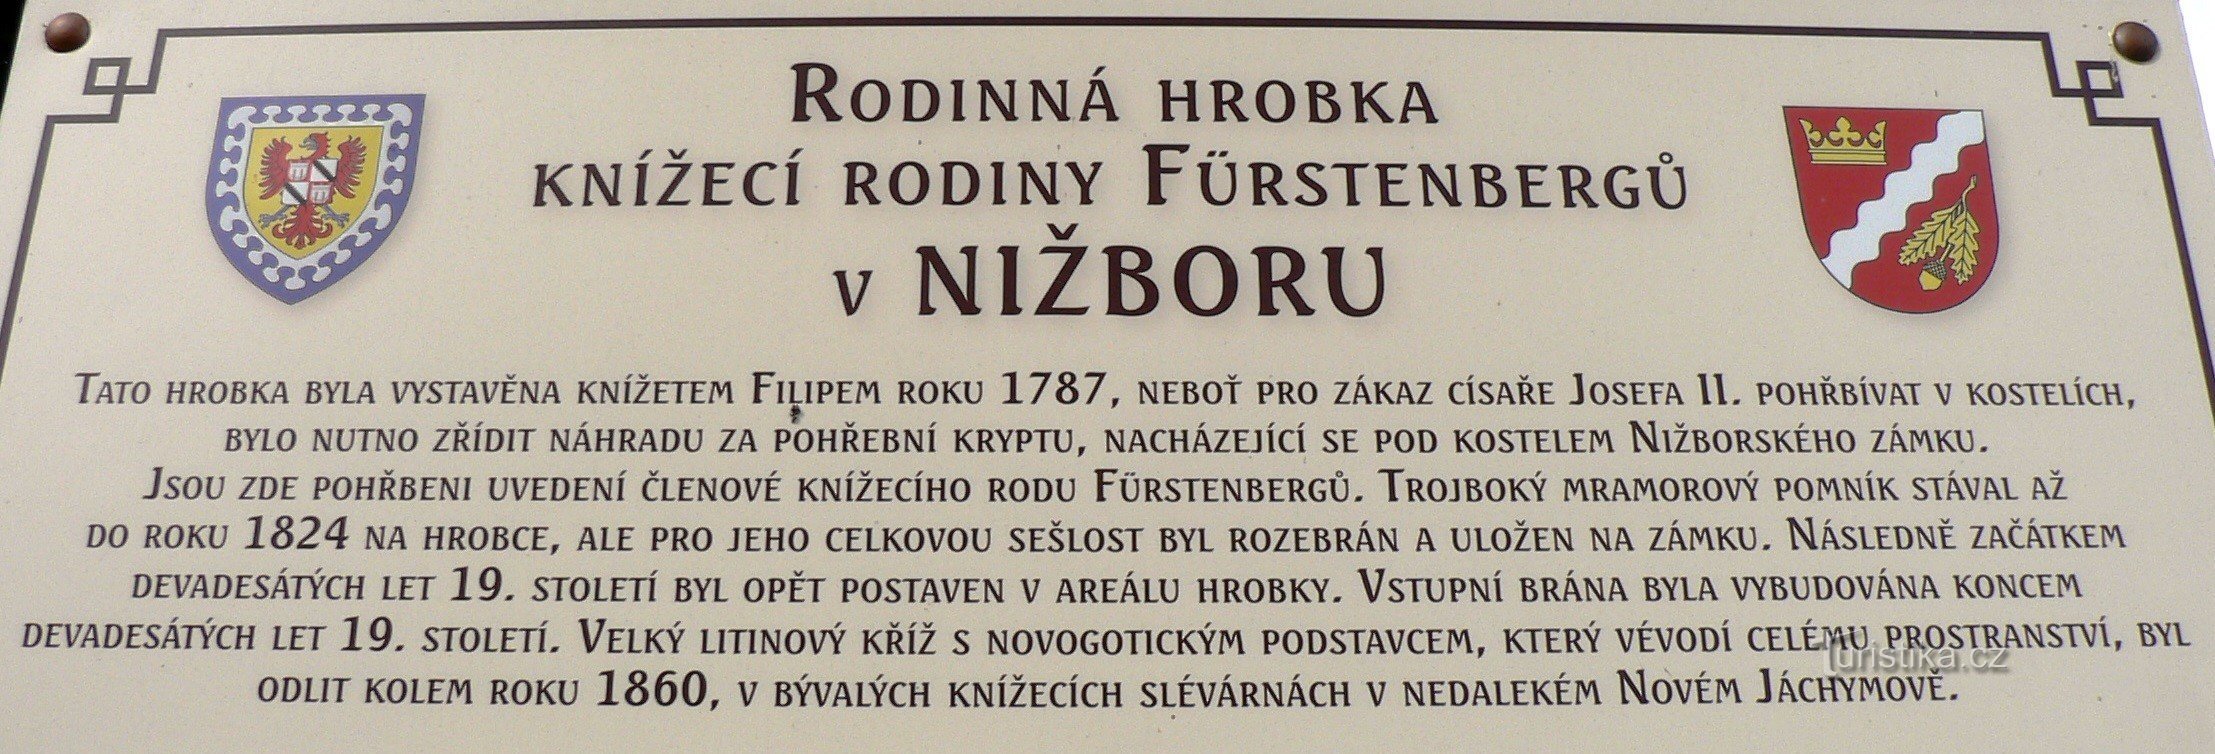 Rodinná hrobka
knížecí rodiny Fürstenbergů
v NIŽBORU
Tato hrobka byla vystavěna knížetem Filipem roku 1787, neboť pro zákaz císaře Josefa II. pohřbívat v kostelích,
bylo nutno zřídit náhradu za pohřební kryptu, nacházející se pod kostelem Nižborského zámku.
Jsou zde pohřbeni uvedení členové knížecího rodu Fürstenbergů. Trojboký mramorový pomník stával až
do roku 1824 na hrobce, ale pro jeho celkovou sešlost byl rozebrán a uložen na zámku. Následně začátkem
devadesátých let 19. století byl opět postaven v areálu hrobky. Vstupní brána byla vybudována koncem
devadesátých let 19. století. Velký litinový kříž s novogotickým podstavcem, který vévodí celému prostranství, byl
odlit kolem roku 1860, v bývalých knížecích slévárnách v nedalekém Novém Jáchymově.
Turistika.cz